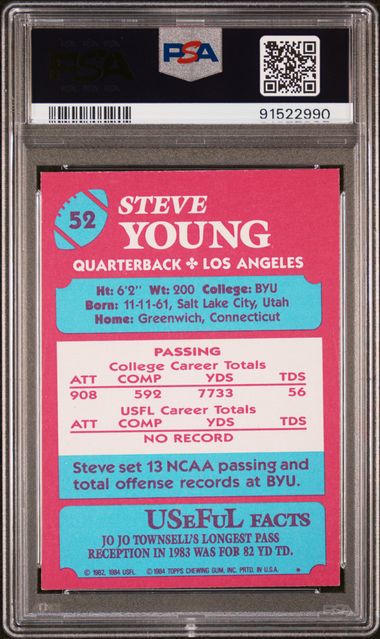 PSA
PSA
91522990
52
STEVE
YOUNG
QUARTERBACK ✤ LOS ANGELES
Ht: 6'2" Wt: 200 College: BYU
Born: 11-11-61, Salt Lake City, Utah
Home: Greenwich, Connecticut
PASSING
College Career Totals
ATT COMP YDS TDS
908 592 7733 56
USFL Career Totals
ATT COMP YDS TDS
NO RECORD
Steve set 13 NCAA passing and
total offense records at BYU.
USeFuL FACTS
JO JO TOWNSELL'S LONGEST PASS
RECEPTION IN 1983 WAS FOR 82 YD TD.
© 1982, 1984 USFL. © 1984 TOPPS CHEWING GUM, INC. PRTD. IN U.S.A. *